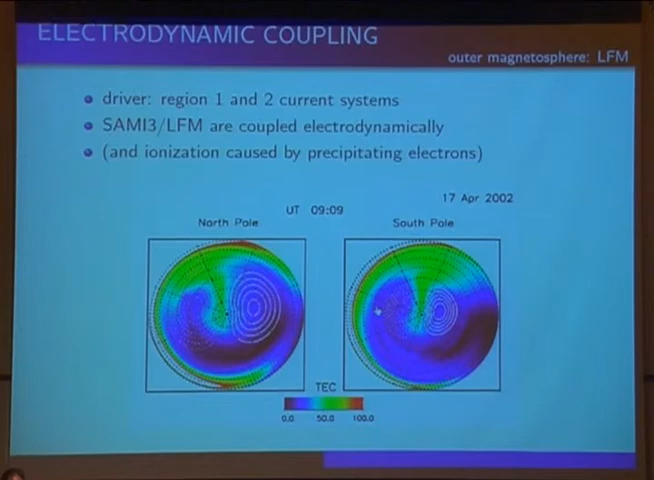 ELECTRODYNAMIC COUPLING
outer magnetosphere: LFM
driver: region 1 and 2 current systems
SAMI3/LFM are coupled electrodynamically
(and ionization caused by precipitating electrons)
17 Apr 2002
UT 09:09
North Pole
South Pole
TEC
0.0 50.0 100.0